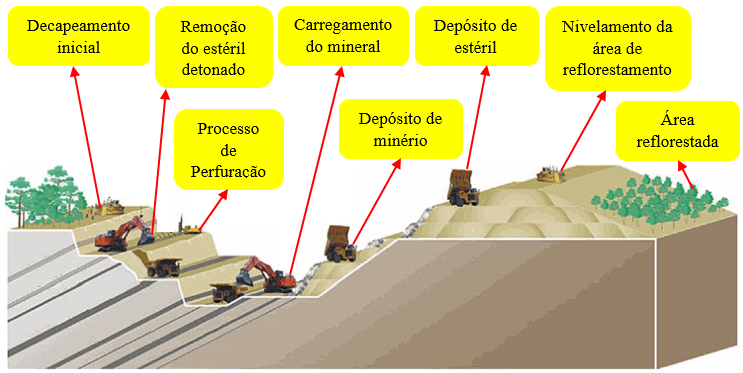 Decapeamento
inicial
Remoção
do estéril
detonado
Carregamento
do mineral
Depósito de
estéril
Nivelamento da
área de
reflorestamento
Processo
de
Perfuração
Depósito de
minério
Área
reflorestada